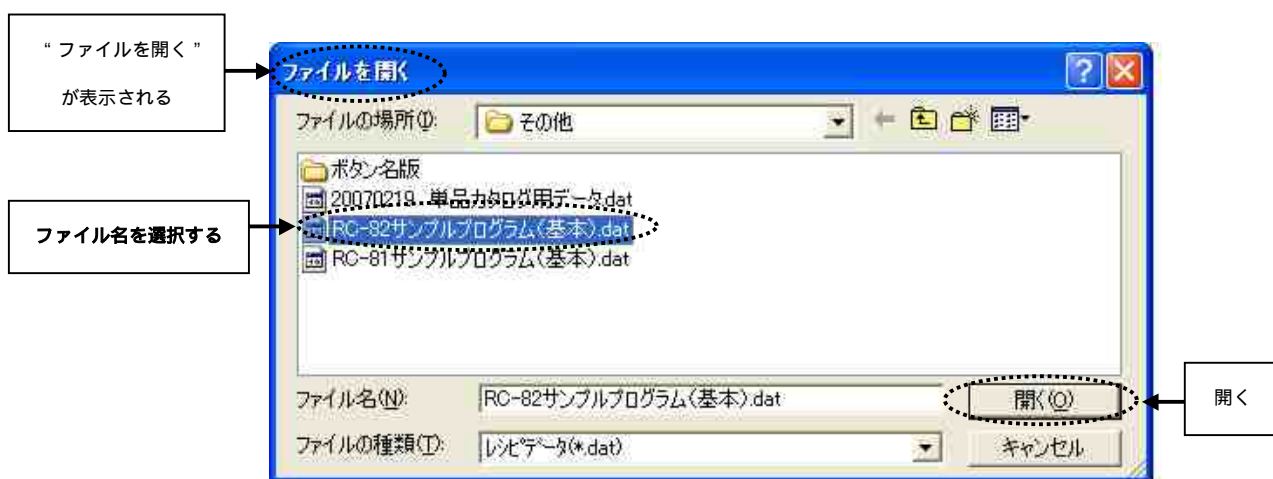 “ ファイルを開く ”
が表示される
ファイルを開く
ファイルの場所(I):
その他
ボタン名版
20070219 単品カタログ用データ.dat
ファイル名を選択する
RC-82サンプルプログラム(基本).dat
RC-81サンプルプログラム(基本).dat
ファイル名(N):
RC-82サンプルプログラム(基本).dat
開く(O)
開く
ファイルの種類(T):
レシピデータ(*.dat)
キャンセル